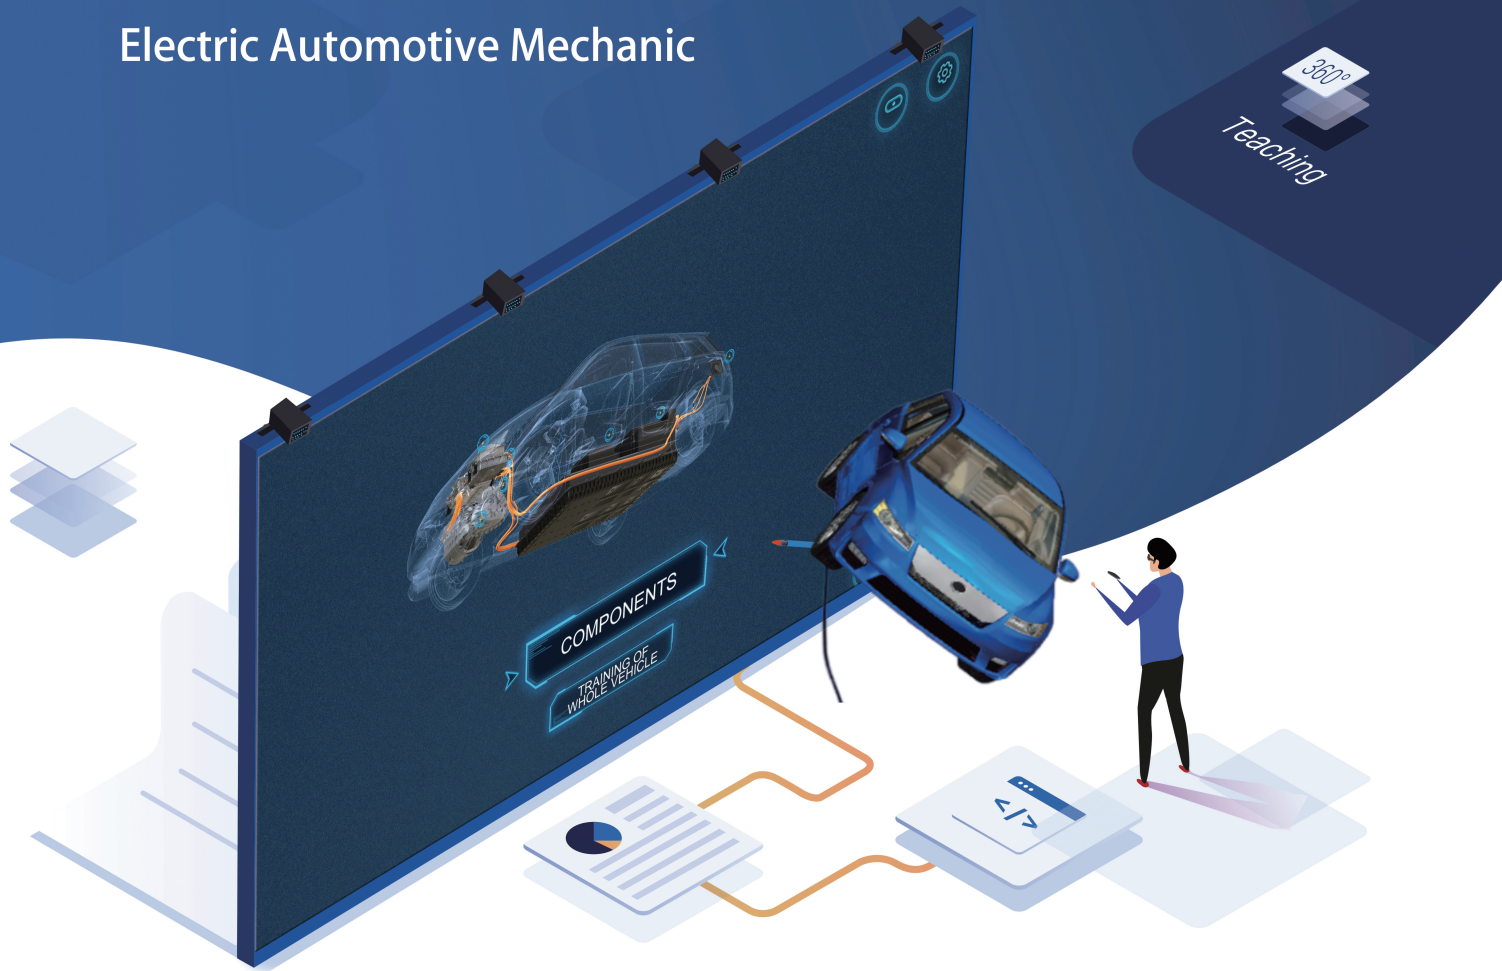 Electric Automotive Mechanic
360°
Teaching
COMPONENTS
TRAINING OF
WHOLE VEHICLE
</>